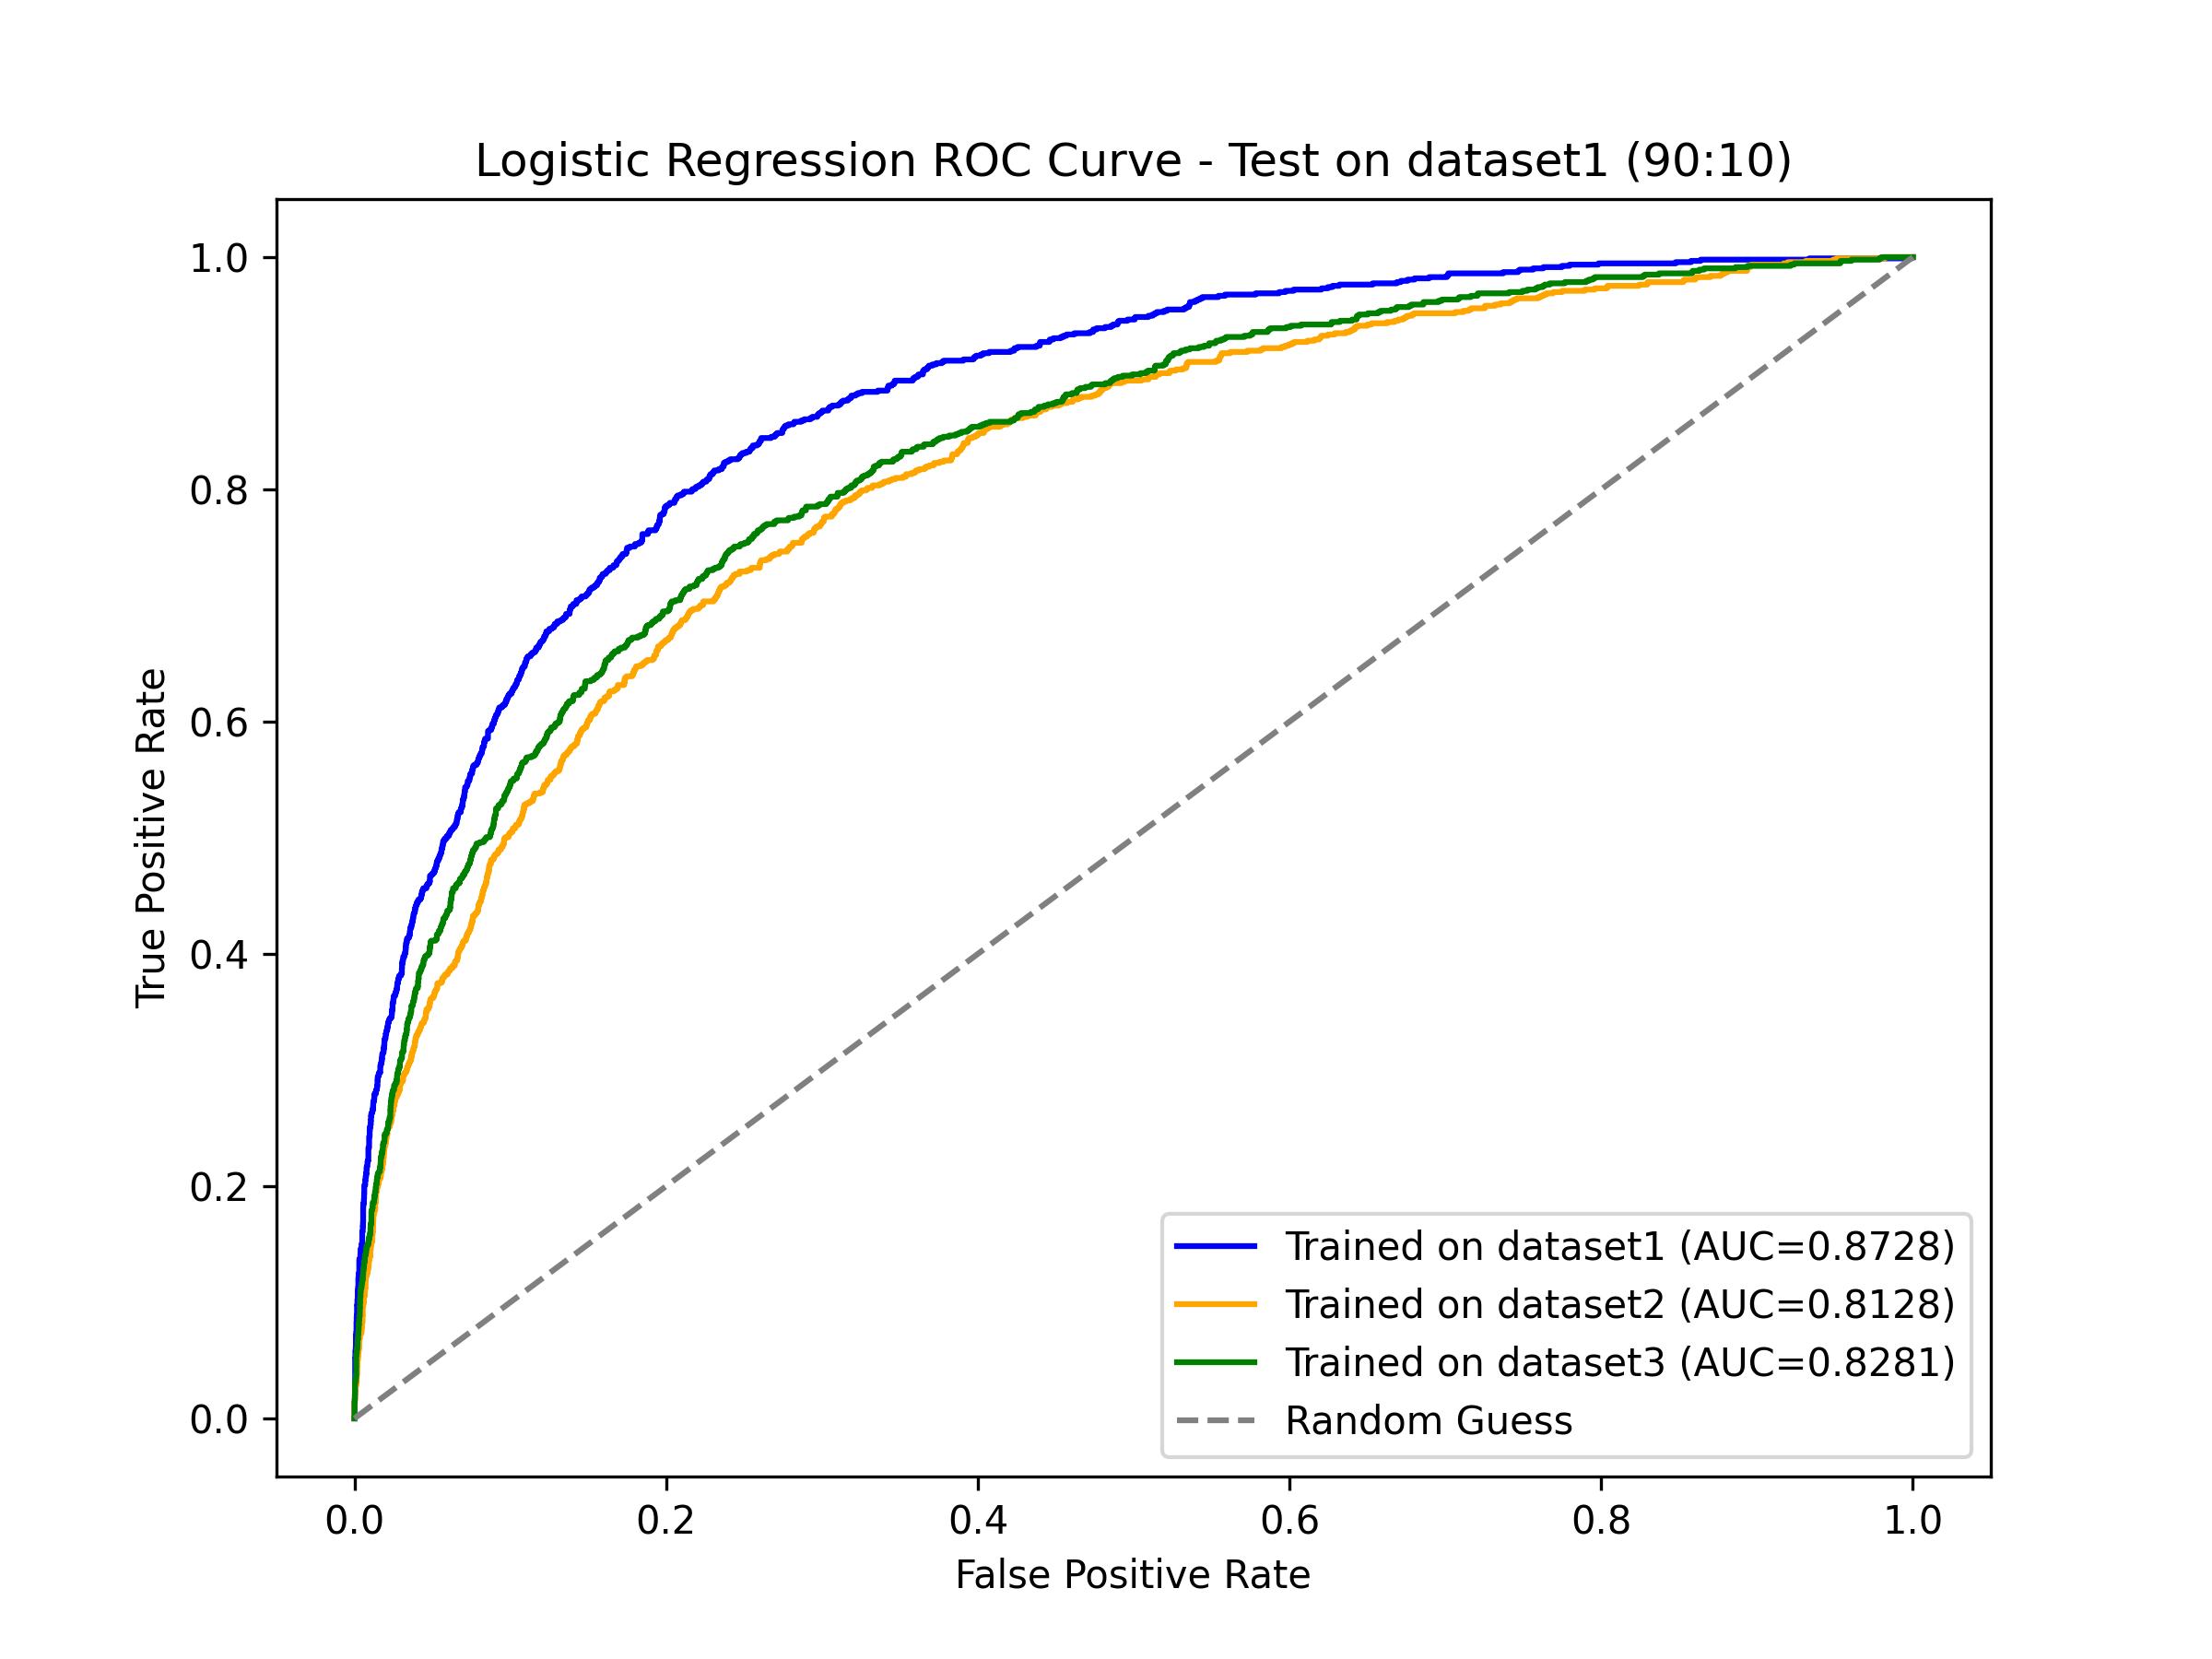 Logistic Regression ROC Curve - Test on dataset1 (90:10)
True Positive Rate
1.0
0.8
0.6
0.4
0.2
0.0
Trained on dataset1 (AUC=0.8728)
Trained on dataset2 (AUC=0.8128)
Trained on dataset3 (AUC=0.8281)
Random Guess
0.0 0.2 0.4 0.6 0.8 1.0
False Positive Rate